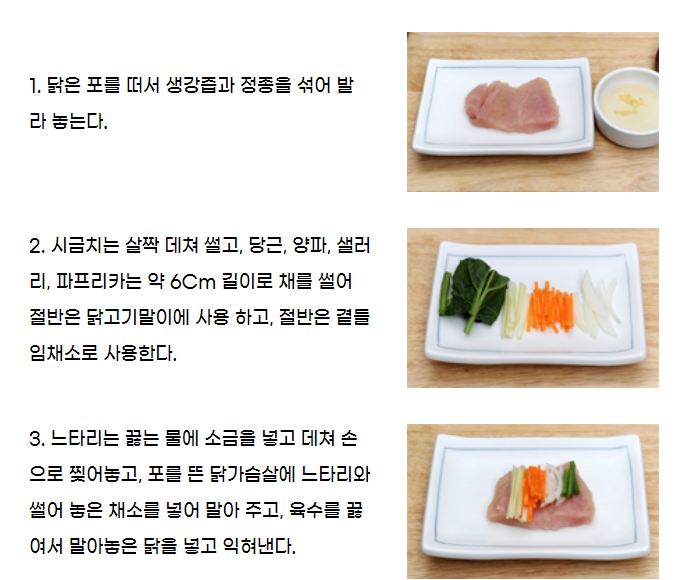 1. 닭은 포를 떠서 생강즙과 정종을 섞어 발
라 놓는다.
2. 시금치는 살짝 데쳐 썰고, 당근, 양파, 샐러
리, 파프리카는 약 6Cm 길이로 채를 썰어
절반은 닭고기말이에 사용 하고, 절반은 곁들
임채소로 사용한다.
3. 느타리는 끓는 물에 소금을 넣고 데쳐 손
으로 찢어놓고, 포를 뜬 닭가슴살에 느타리와
썰어 놓은 채소를 넣어 말아 주고, 육수를 끓
여서 말아놓은 닭을 넣고 익혀낸다.